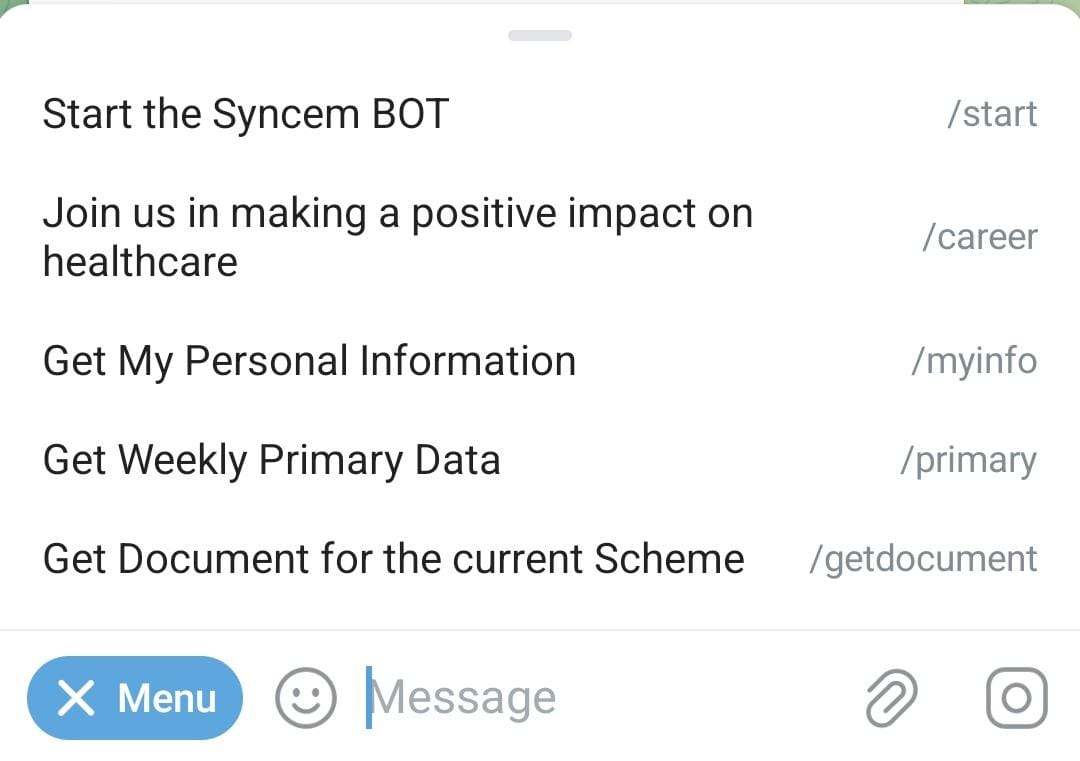 Start the Syncem BOT /start
Join us in making a positive impact on
healthcare /career
Get My Personal Information /myinfo
Get Weekly Primary Data /primary
Get Document for the current Scheme /getdocument
Menu Message